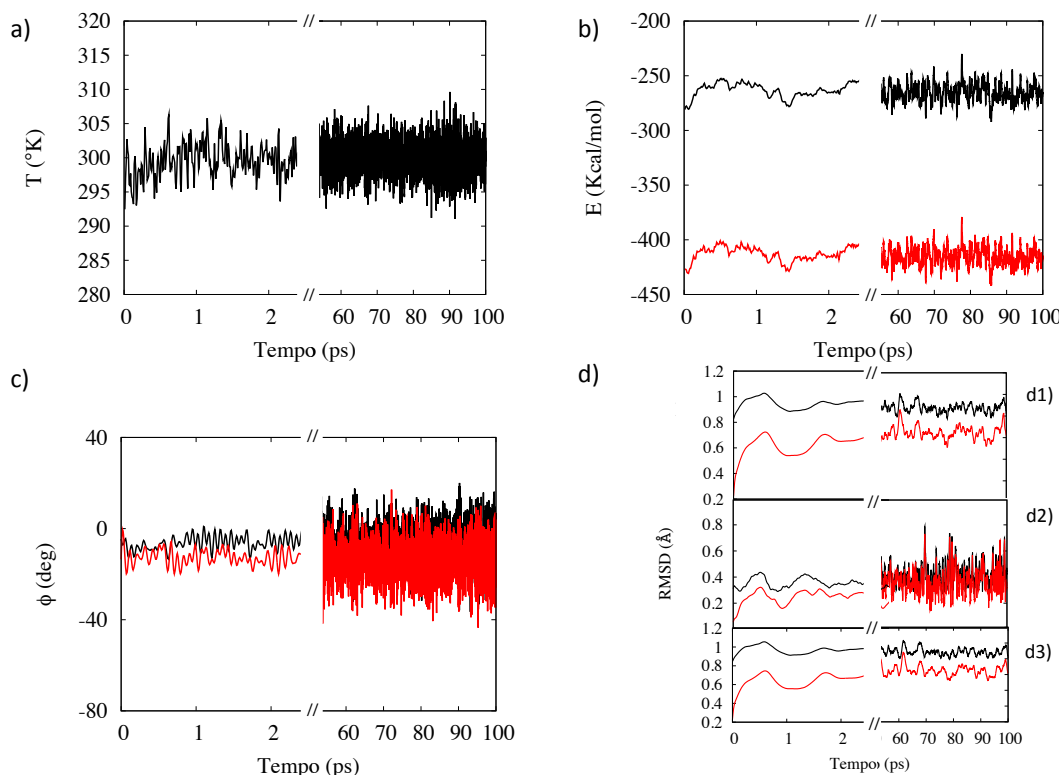 a)
320
315
310
305
300
295
290
285
280
T (°K)
//
//
0 1 2 60 70 80 90 100
Tempo (ps)
b)
-200
-250
-300
-350
-400
-450
E (Kcal/mol)
//
//
0 1 2 60 70 80 90 100
Tempo (ps)
c)
40
0
-40
-80
ϕ (deg)
//
//
0 1 2 60 70 80 90 100
Tempo (ps)
d)
1.2
1
0.8
0.6
0.4
0.2
//
d1)
0.8
0.6
0.4
0.2
//
d2)
RMSD (Å)
1.2
1
0.8
0.6
0.4
0.2
//
//
d3)
0 1 2 60 70 80 90 100
Tempo (ps)